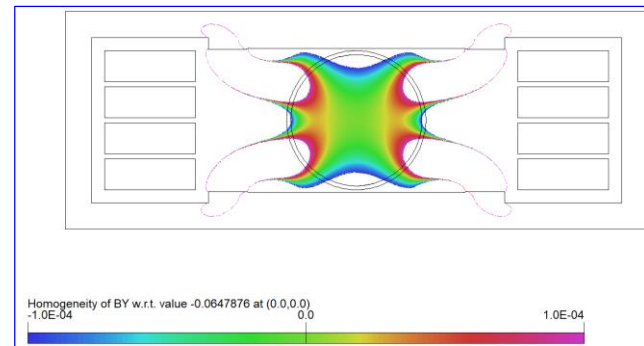 Homogeneity of BY w.r.t. value -0.0647876 at (0.0,0.0)
-1.0E-04 0.0 1.0E-04